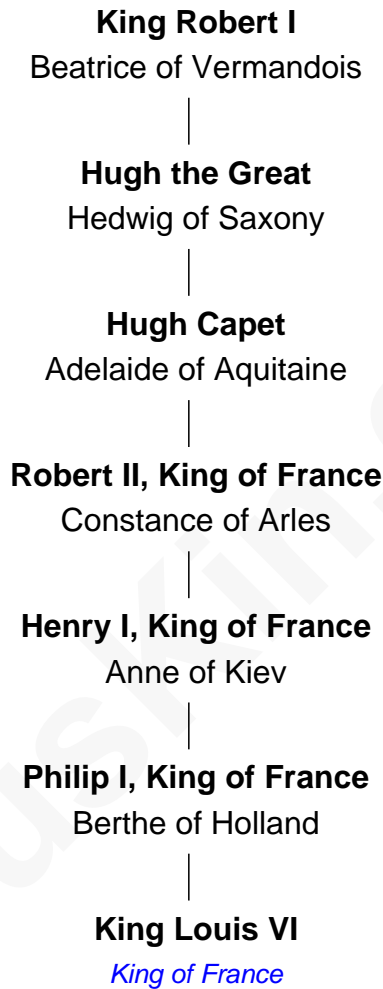 King Robert I
Beatrice of Vermandois
Hugh the Great
Hedwig of Saxony
Hugh Capet
Adelaide of Aquitaine
Robert II, King of France
Constance of Arles
Henry I, King of France
Anne of Kiev
Philip I, King of France
Berthe of Holland
King Louis VI
King of France